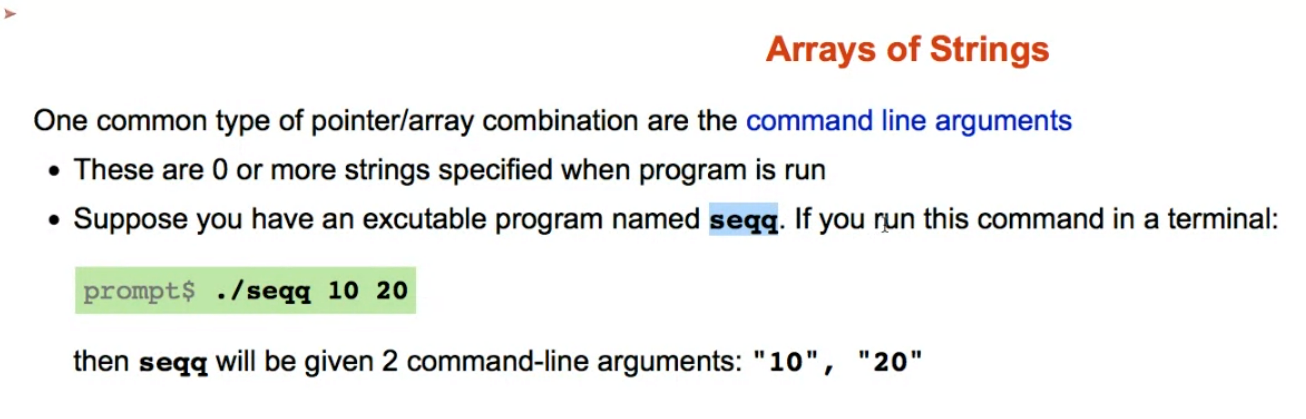 Arrays of Strings
One common type of pointer/array combination are the command line arguments
• These are 0 or more strings specified when program is run
• Suppose you have an excutable program named seqq. If you run this command in a terminal:
prompt$ ./seqq 10 20
then seqq will be given 2 command-line arguments: "10", "20"